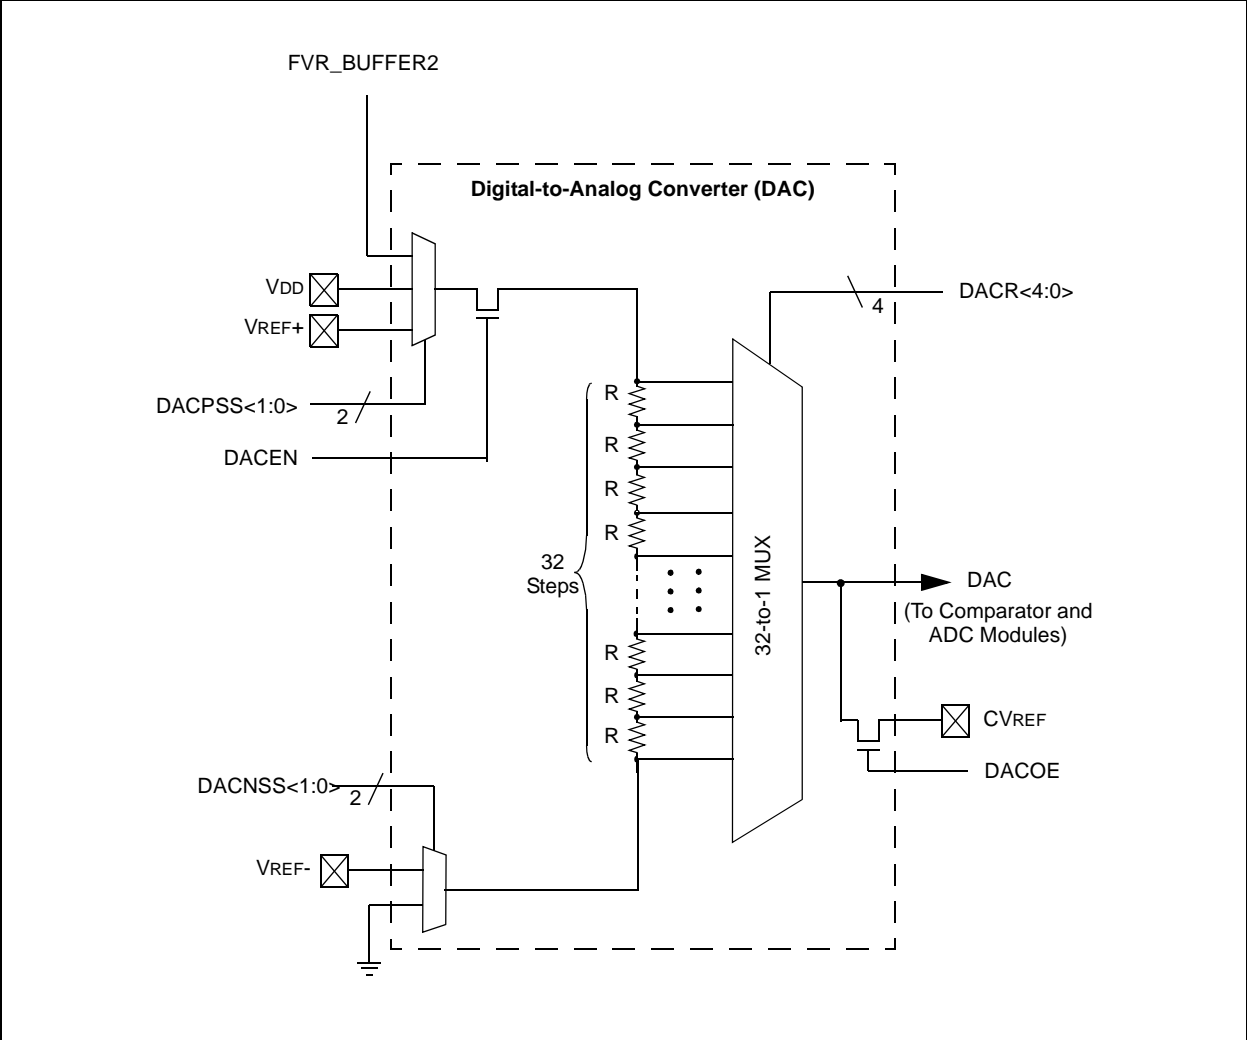 FVR_BUFFER2
Digital-to-Analog Converter (DAC)
VDD
VREF+
DACR<4:0>
4
DACPSS<1:0>
2
DACEN
R
R
R
R
32
Steps
32-to-1 MUX
DAC
(To Comparator and
ADC Modules)
R
R
R
CVREF
DACOE
DACNSS<1:0>
2
VREF-